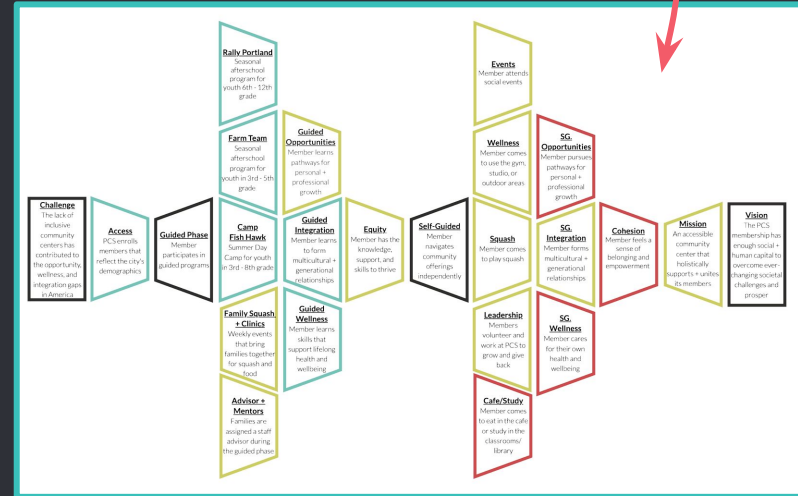 Challenge
The lack of
inclusive
community
centers has
contributed to
the opportunity,
wellness, and
integration gaps
in America
Access
PCS enrolls
members that
reflect the city's
demographics
Guided Phase
Member
participates in
guided programs
Rally Portland
Seasonal
afterschool
program for
youth 6th - 12th
grade
Farm Team
Seasonal
afterschool
program for
youth in 3rd - 5th
grade
Camp
Fish Hawk
Summer Day
Camp for youth
in 3rd - 8th grade
Family Squash
+ Clinics
Weekly events
that bring
families together
for squash and
food
Advisor +
Mentors
Families are
assigned a staff
advisor during
the guided phase
Guided
Opportunities
Member learns
pathways for
personal +
professional
growth
Guided
Integration
Member learns
to form
multicultural +
generational
relationships
Guided
Wellness
Member learns
skills that
support lifelong
health and
wellbeing
Equity
Member has the
knowledge,
support, and
skills to thrive
Self-Guided
Member
navigates
community
offerings
independently
Events
Member attends
social events
Wellness
Member comes
to use the gym,
studio, or
outdoor areas
Squash
Member comes
to play squash
Leadership
Members
volunteer and
work at PCS to
grow and give
back
Cafe/Study
Member comes
to eat in the cafe
or study in the
classrooms/
library
SG.
Opportunities
Member pursues
pathways for
personal +
professional
growth
SG.
Integration
Member forms
multicultural +
generational
relationships
SG.
Wellness
Member cares
for their own
health and
wellbeing
Cohesion
Member feels a
sense of
belonging and
empowerment
Mission
An accessible
community
center that
holistically
supports + unites
its members
Vision
The PCS
membership has
enough social +
human capital to
overcome ever-
changing societal
challenges and
prosper